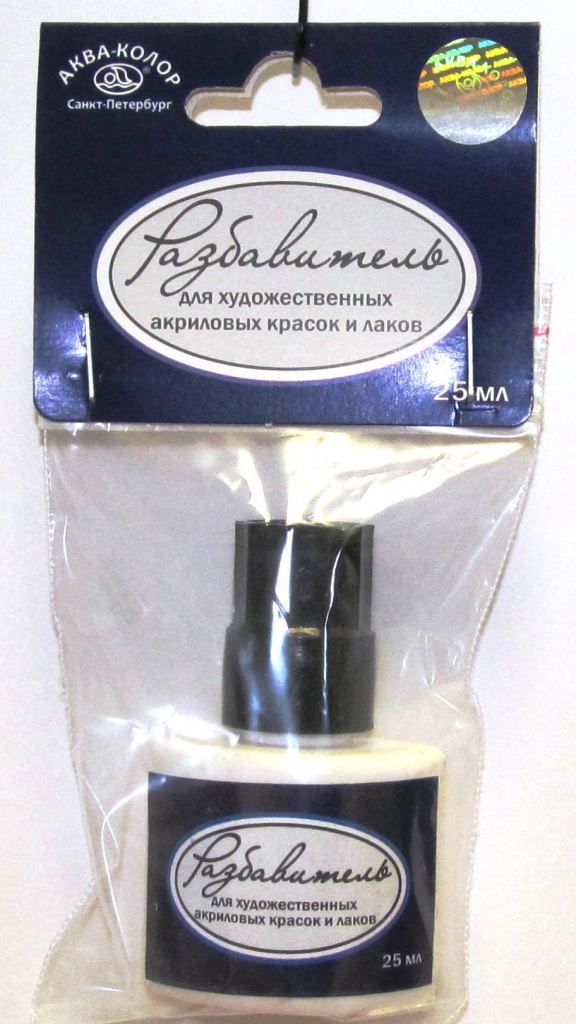 АКВА-КОЛОР
Санкт-Петербург
Разбавитель
для художественных
акриловых красок и лаков
25 мл
Разбавитель
для художественных
акриловых красок и лаков
25 мл